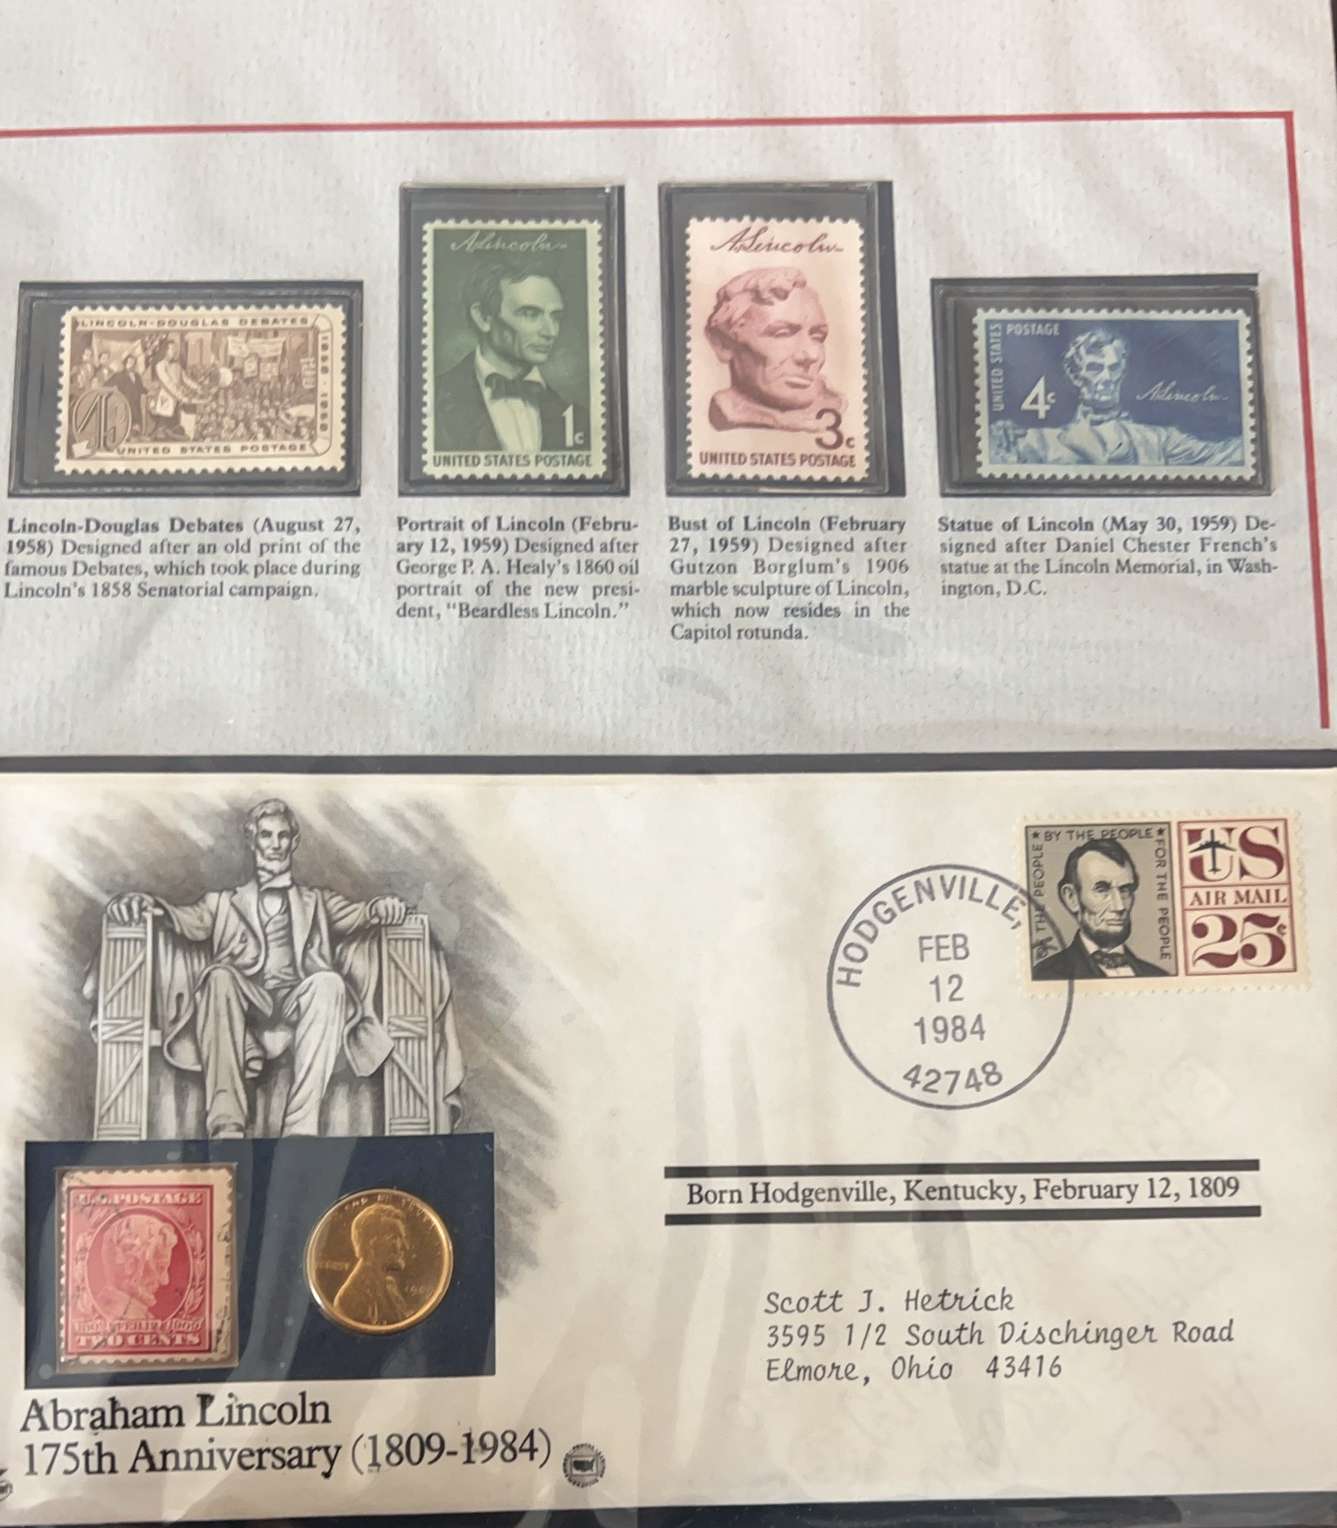 LINCOLN-DOUGLAS DEBATES
1858-1958
4¢
UNITED STATES POSTAGE
A. Lincoln
1c
UNITED STATES POSTAGE
A. Lincoln
3c
UNITED STATES POSTAGE
UNITED STATES POSTAGE
4c
A. Lincoln
Lincoln-Douglas Debates (August 27,
1958) Designed after an old print of the
famous Debates, which took place during
Lincoln's 1858 Senatorial campaign.
Portrait of Lincoln (Febru-
ary 12, 1959) Designed after
George P. A. Healy's 1860 oil
portrait of the new presi-
dent, "Beardless Lincoln."
Bust of Lincoln (February
27, 1959) Designed after
Gutzon Borglum's 1906
marble sculpture of Lincoln,
which now resides in the
Capitol rotunda.
Statue of Lincoln (May 30, 1959) De-
signed after Daniel Chester French's
statue at the Lincoln Memorial, in Wash-
ington, D.C.
OF THE PEOPLE ★ BY THE PEOPLE ★ FOR THE PEOPLE
US
AIR MAIL
25¢
HODGENVILLE,
FEB
12
1984
42748
Born Hodgenville, Kentucky, February 12, 1809
Scott J. Hetrick
3595 1/2 South Dischinger Road
Elmore, Ohio 43416
U.S. POSTAGE
TWO CENTS
LIBERTY
Abraham Lincoln
175th Anniversary (1809-1984)